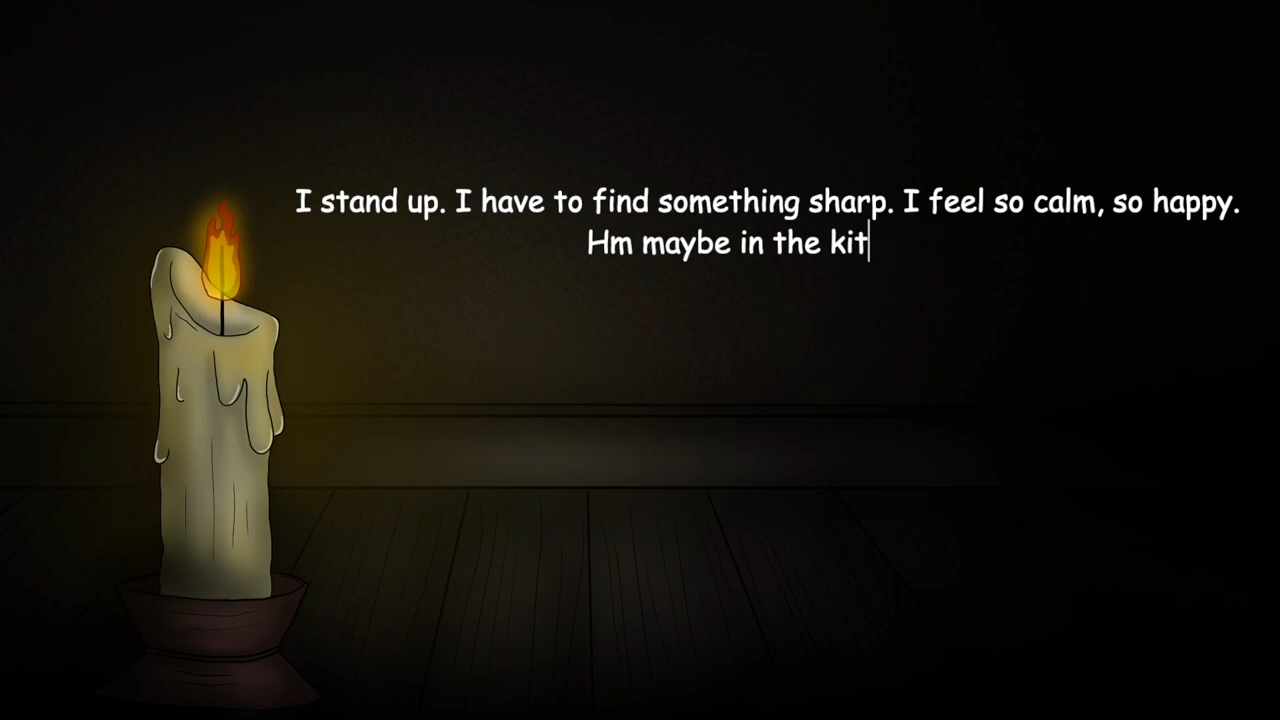 I stand up. I have to find something sharp. I feel so calm, so happy.
Hm maybe in the kit